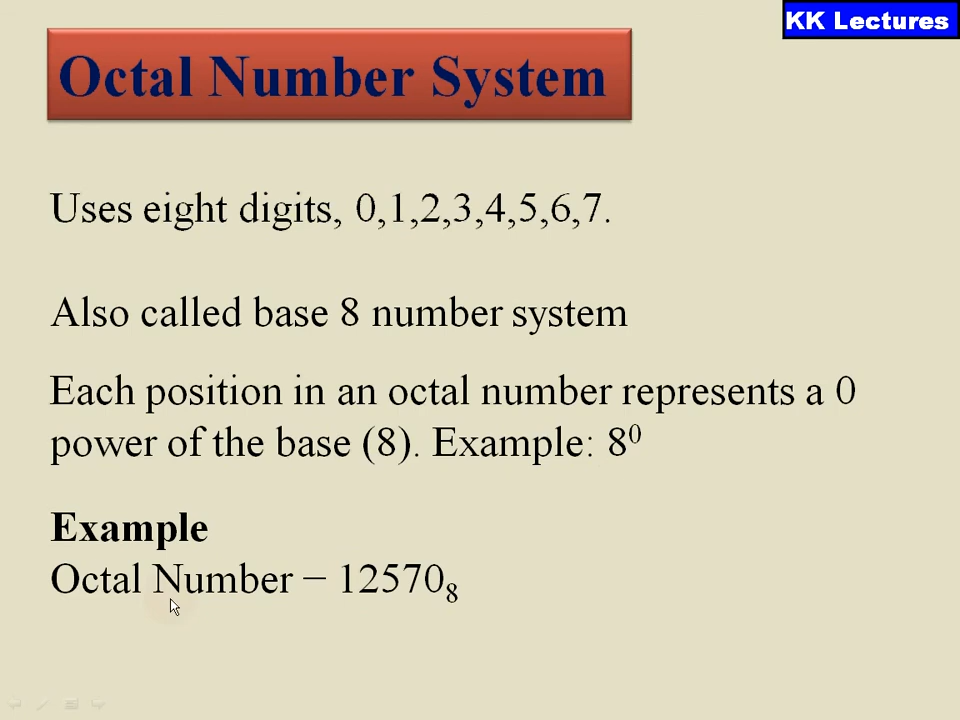 KK Lectures
Octal Number System
Uses eight digits, 0,1,2,3,4,5,6,7.
Also called base 8 number system
Each position in an octal number represents a 0
power of the base (8). Example: 8⁰
Example
Octal Number − 12570₈